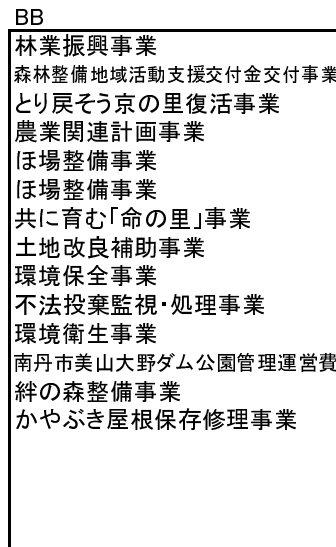 BB
林業振興事業
森林整備地域活動支援交付金交付事業
とり戻そう京の里復活事業
農業関連計画事業
ほ場整備事業
ほ場整備事業
共に育む「命の里」事業
土地改良補助事業
環境保全事業
不法投棄監視・処理事業
環境衛生事業
南丹市美山大野ダム公園管理運営費
絆の森整備事業
かやぶき屋根保存修理事業